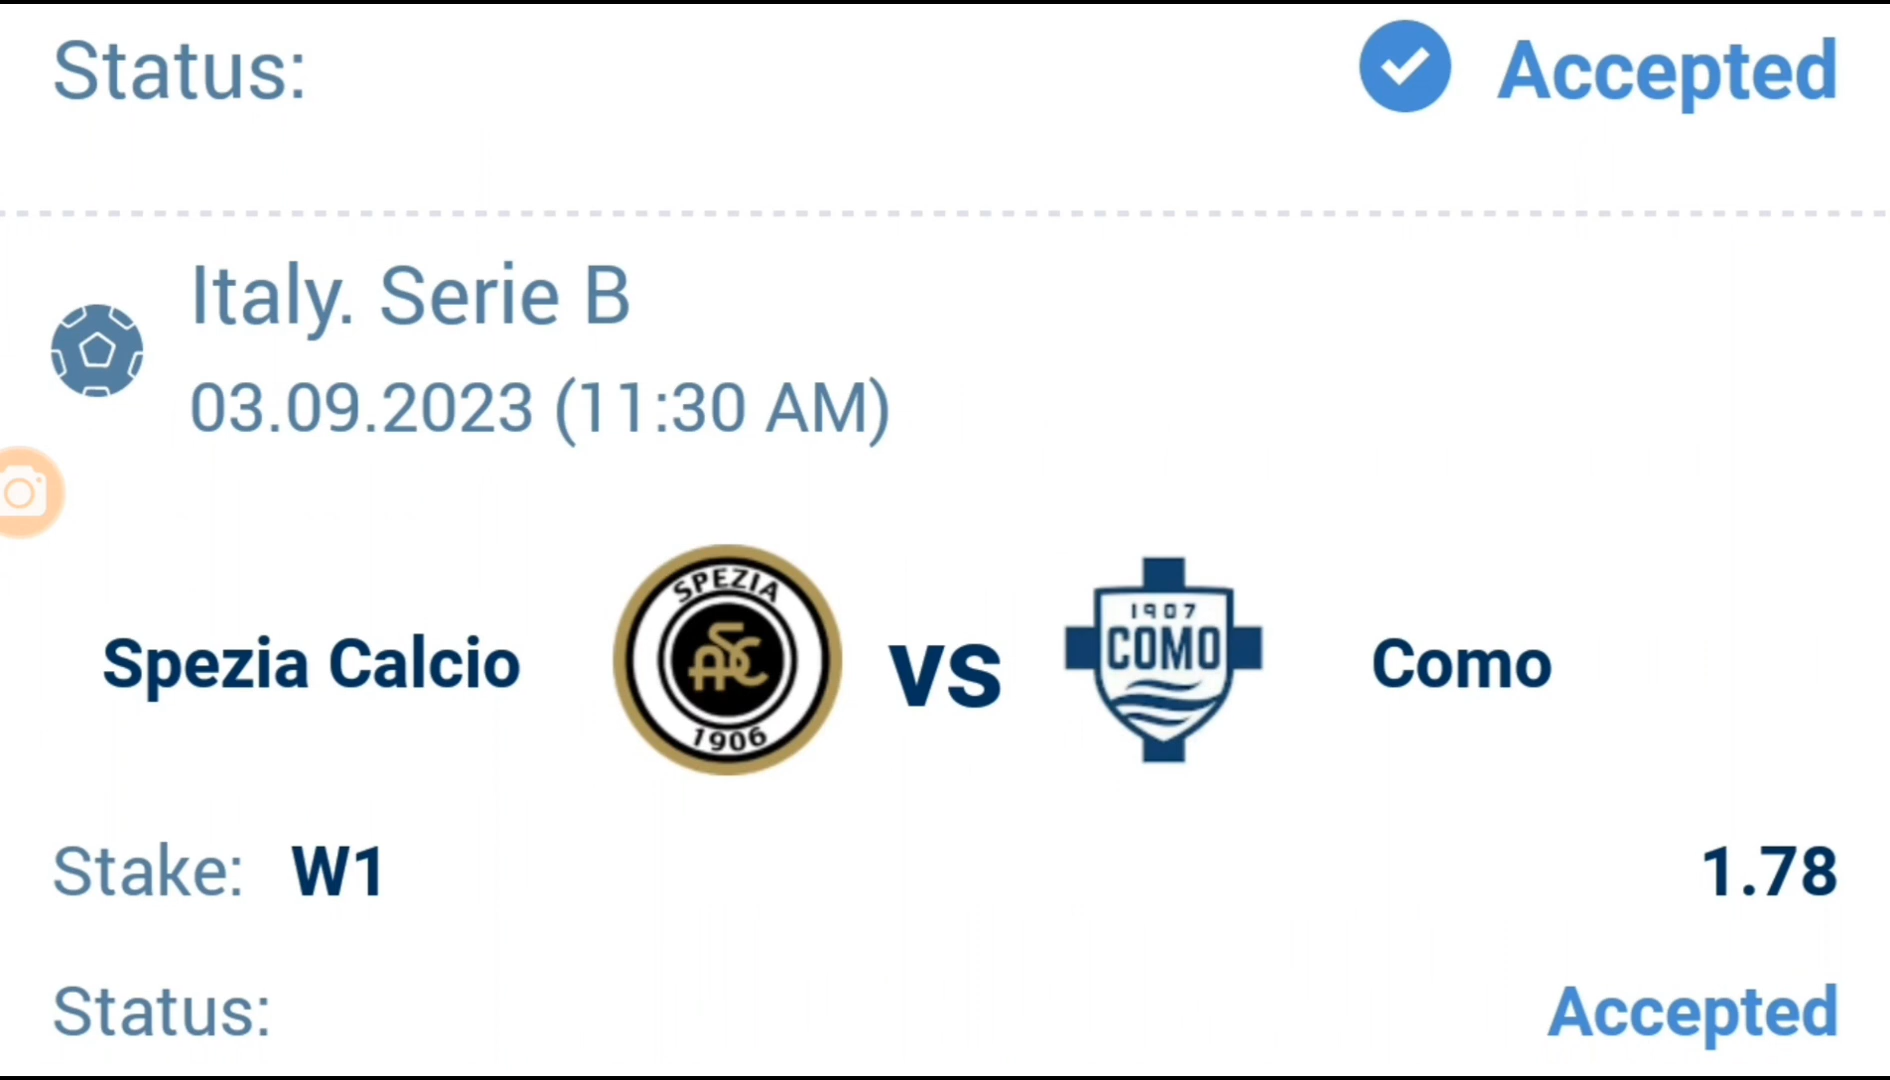 Status: Accepted
Italy. Serie B
03.09.2023 (11:30 AM)
Spezia Calcio SPEZIA ASC 1906 vs 1907 COMO Como
Stake: W1 1.78
Status: Accepted